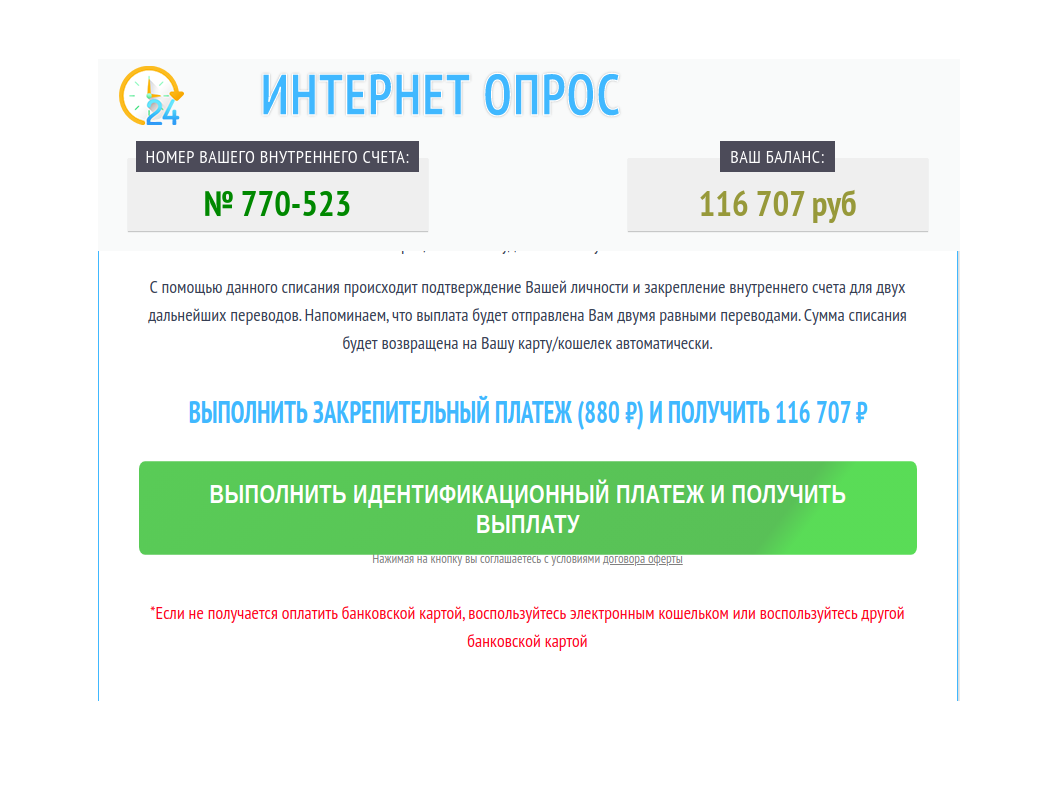 24
ИНТЕРНЕТ ОПРОС
НОМЕР ВАШЕГО ВНУТРЕННЕГО СЧЕТА:
№ 770-523
ВАШ БАЛАНС:
116 707 руб
С помощью данного списания происходит подтверждение Вашей личности и закрепление внутреннего счета для двух
дальнейших переводов. Напоминаем, что выплата будет отправлена Вам двумя равными переводами. Сумма списания
будет возвращена на Вашу карту/кошелек автоматически.
ВЫПОЛНИТЬ ЗАКРЕПИТЕЛЬНЫЙ ПЛАТЕЖ (880 ₽) И ПОЛУЧИТЬ 116 707 ₽
ВЫПОЛНИТЬ ИДЕНТИФИКАЦИОННЫЙ ПЛАТЕЖ И ПОЛУЧИТЬ
ВЫПЛАТУ
Нажимая на кнопку вы соглашаетесь с условиями договора оферты
*Если не получается оплатить банковской картой, воспользуйтесь электронным кошельком или воспользуйтесь другой
банковской картой